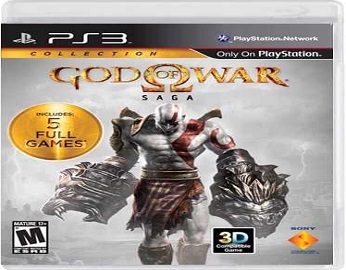 PS3
PlayStation Network
COLLECTION
Only On PlayStation
GOD OF WAR
SAGA
INCLUDES:
5
FULL
GAMES
MATURE 17+
M
ESRB
3D
Compatible
Game
SONY